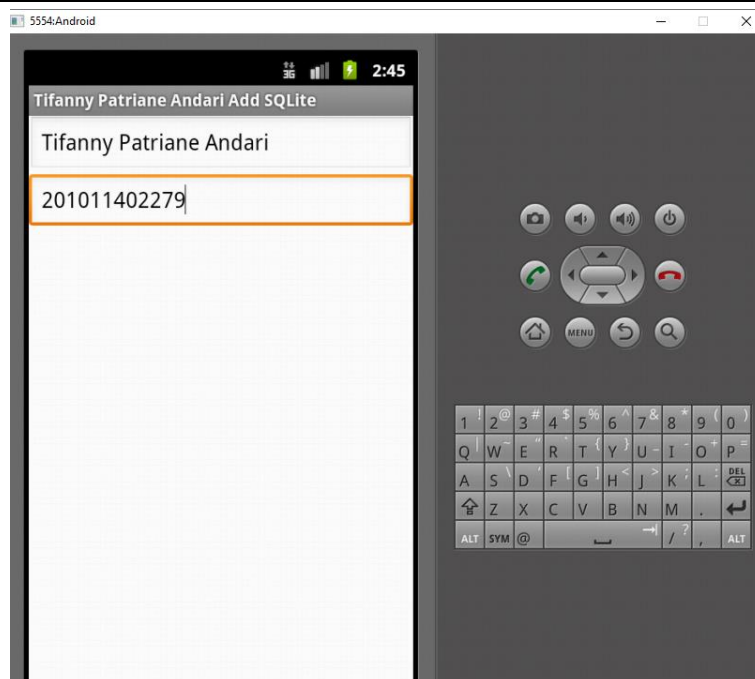 5554:Android
3G 2:45
Tifanny Patriane Andari Add SQLite
Tifanny Patriane Andari
201011402279
MENU
1 ! 2 @ 3 # 4 $ 5 % 6 ^ 7 & 8 * 9 ( 0 )
Q | W ~ E " R ` T { Y } U _ I - O + P =
A S \ D ' F [ G ] H < J > K ; L : DEL
Z X C V B N M .
ALT SYM @ / ? , ALT